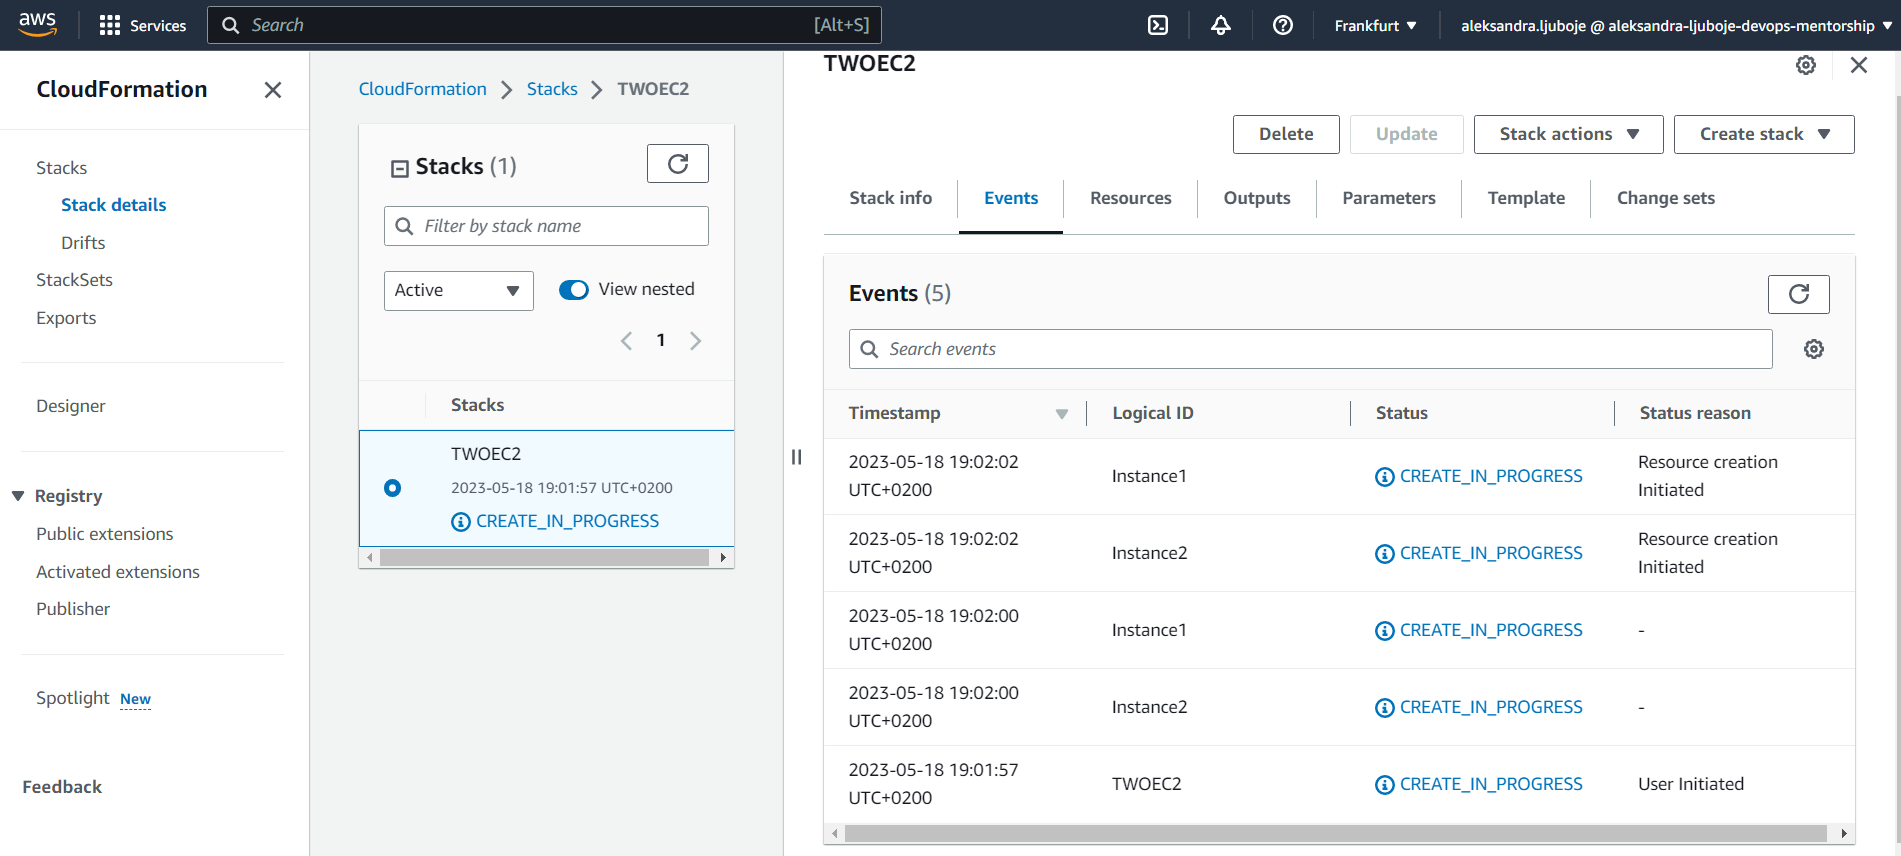 aws
Services
Search [Alt+S]
Frankfurt
aleksandra.ljuboje @ aleksandra-ljuboje-devops-mentorship
CloudFormation
Stacks
Stack details
Drifts
StackSets
Exports
Designer
Registry
Public extensions
Activated extensions
Publisher
Spotlight New
Feedback
CloudFormation Stacks TWOEC2
Stacks (1)
Filter by stack name
Active View nested
1
Stacks
TWOEC2
2023-05-18 19:01:57 UTC+0200
CREATE_IN_PROGRESS
TWOEC2
Delete Update Stack actions Create stack
Stack info Events Resources Outputs Parameters Template Change sets
Events (5)
Search events
Timestamp Logical ID Status Status reason
2023-05-18 19:02:02 UTC+0200 Instance1 CREATE_IN_PROGRESS Resource creation Initiated
2023-05-18 19:02:02 UTC+0200 Instance2 CREATE_IN_PROGRESS Resource creation Initiated
2023-05-18 19:02:00 UTC+0200 Instance1 CREATE_IN_PROGRESS -
2023-05-18 19:02:00 UTC+0200 Instance2 CREATE_IN_PROGRESS -
2023-05-18 19:01:57 UTC+0200 TWOEC2 CREATE_IN_PROGRESS User Initiated